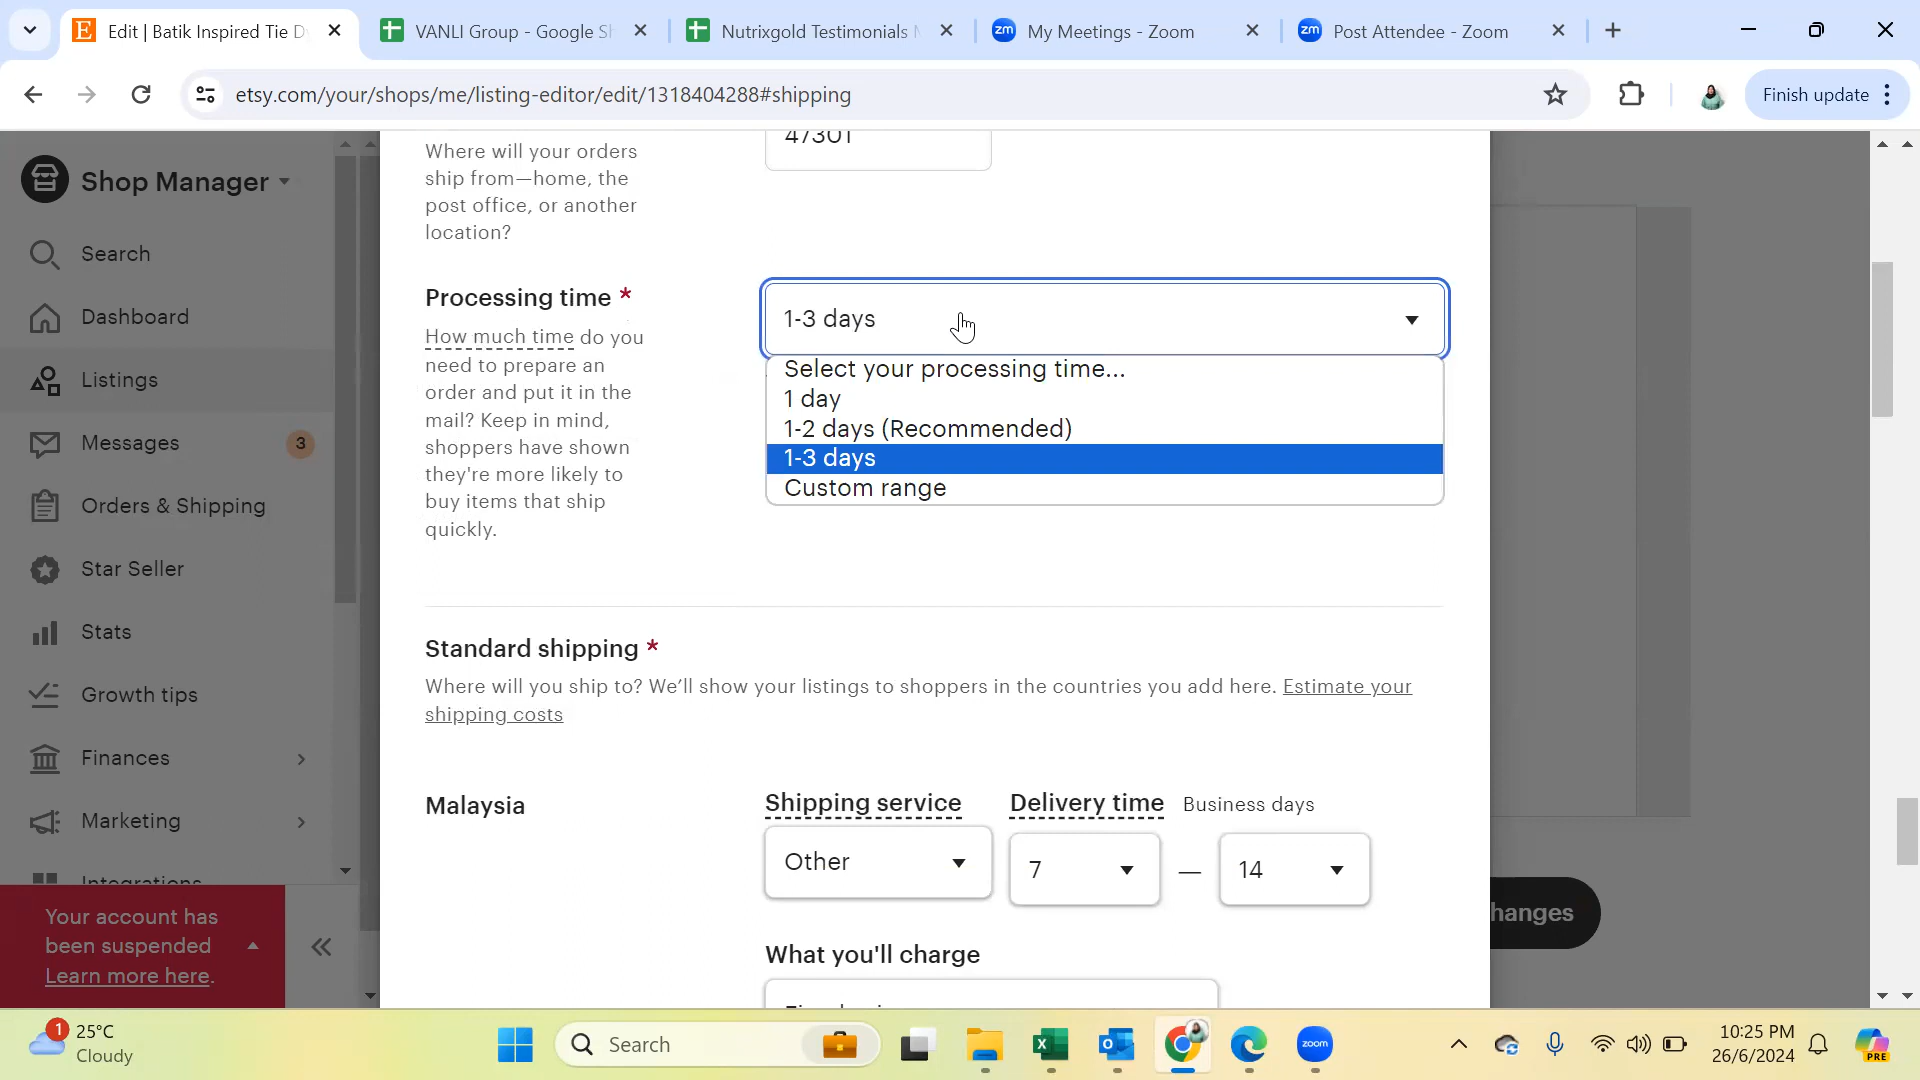 Edit | Batik Inspired Tie D
VANLI Group - Google Sh
Nutrixgold Testimonials M
zm
My Meetings - Zoom
zm
Post Attendee - Zoom
etsy.com/your/shops/me/listing-editor/edit/1318404288#shipping
Finish update
Shop Manager
Search
Dashboard
Listings
Messages
3
Orders & Shipping
Star Seller
Stats
Growth tips
Finances
Marketing
Integrations
Your account has
been suspended
Learn more here.
Where will your orders
ship from—home, the
post office, or another
location?
47301
Processing time *
How much time do you
need to prepare an
order and put it in the
mail? Keep in mind,
shoppers have shown
they're more likely to
buy items that ship
quickly.
1-3 days
Select your processing time...
1 day
1-2 days (Recommended)
1-3 days
Custom range
Standard shipping *
Where will you ship to? We’ll show your listings to shoppers in the countries you add here. Estimate your
shipping costs
Malaysia
Shipping service
Delivery time
Business days
Other
7
—
14
What you'll charge
hanges
1
25°C
Cloudy
Search
zoom
10:25 PM
26/6/2024
PRE